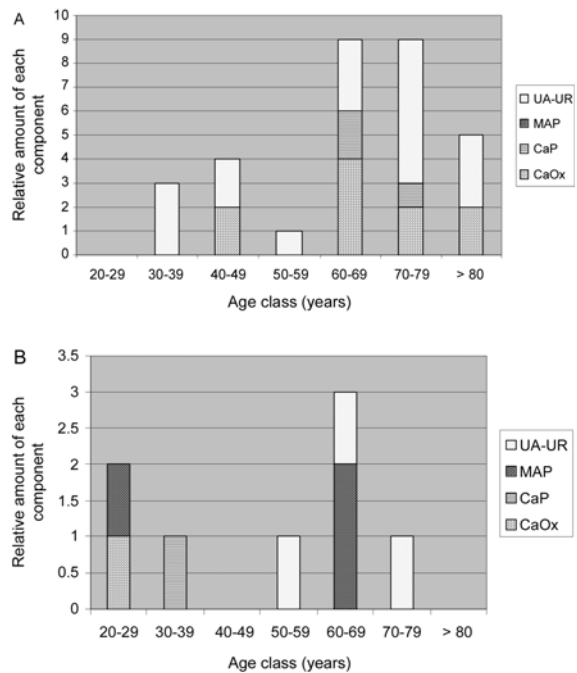 A
10
9
8
7
6
5
4
3
2
1
0
Relative amount of each
component
20-29 30-39 40-49 50-59 60-69 70-79 > 80
Age class (years)
UA-UR
MAP
CaP
CaOx
B
3.5
3
2.5
2
1.5
1
0.5
0
Relative amount of each
component
20-29 30-39 40-49 50-59 60-69 70-79 > 80
Age class (years)
UA-UR
MAP
CaP
CaOx